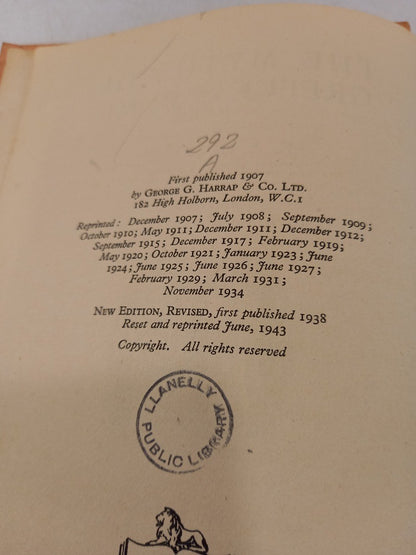 292
A
First published 1907
by GEORGE G. HARRAP & CO. LTD.
182 High Holborn, London, W.C.1
Reprinted: December 1907; July 1908; September 1909;
October 1910; May 1911; December 1911; December 1912;
September 1915; December 1917; February 1919;
May 1920; October 1921; January 1923; June
1924; June 1925; June 1926; June 1927;
February 1929; March 1931;
November 1934
NEW EDITION, REVISED, first published 1938
Reset and reprinted June, 1943
Copyright. All rights reserved
LLANELLY
PUBLIC LIBRARY